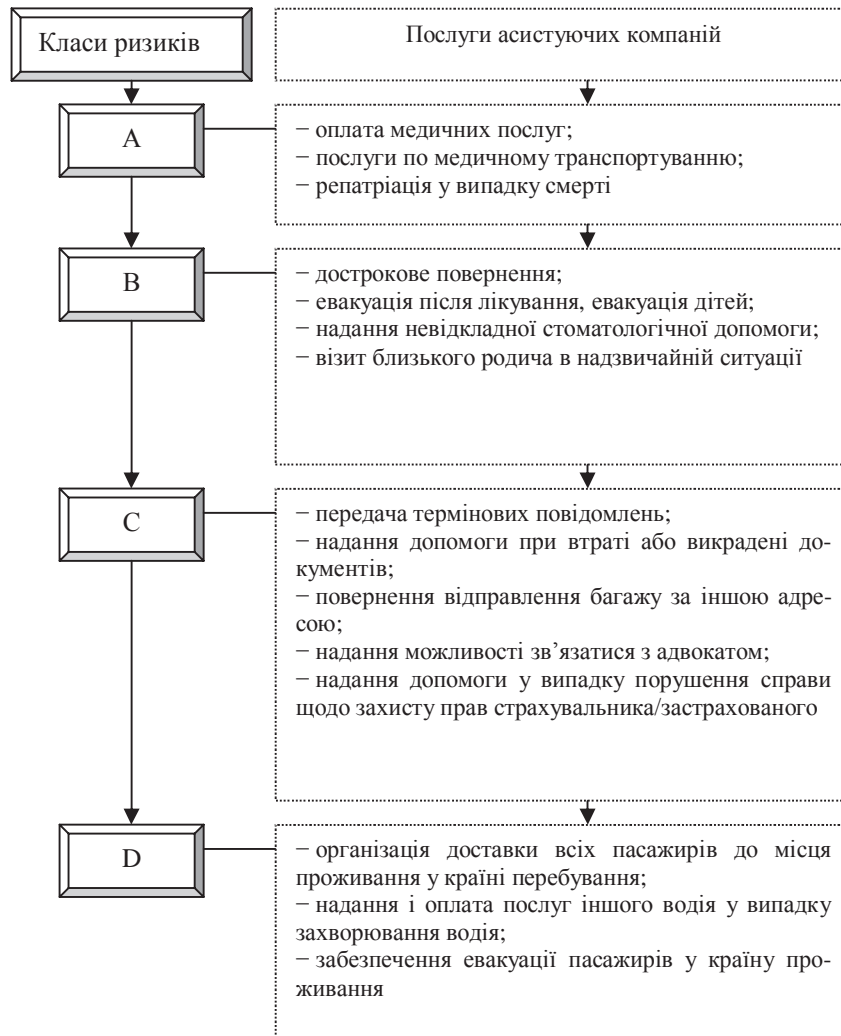 Класи ризиків
Послуги асистуючих компаній
A
− оплата медичних послуг;
− послуги по медичному транспортуванню;
− репатріація у випадку смерті
B
− дострокове повернення;
− евакуація після лікування, евакуація дітей;
− надання невідкладної стоматологічної допомоги;
− візит близького родича в надзвичайній ситуації
C
− передача термінових повідомлень;
− надання допомоги при втраті або викрадені до-
кументів;
− повернення відправлення багажу за іншою адре-
сою;
− надання можливості зв’язатися з адвокатом;
− надання допомоги у випадку порушення справи
щодо захисту прав страхувальника/застрахованого
D
− організація доставки всіх пасажирів до місця
проживання у країні перебування;
− надання і оплата послуг іншого водія у випадку
захворювання водія;
− забезпечення евакуації пасажирів у країну про-
живання